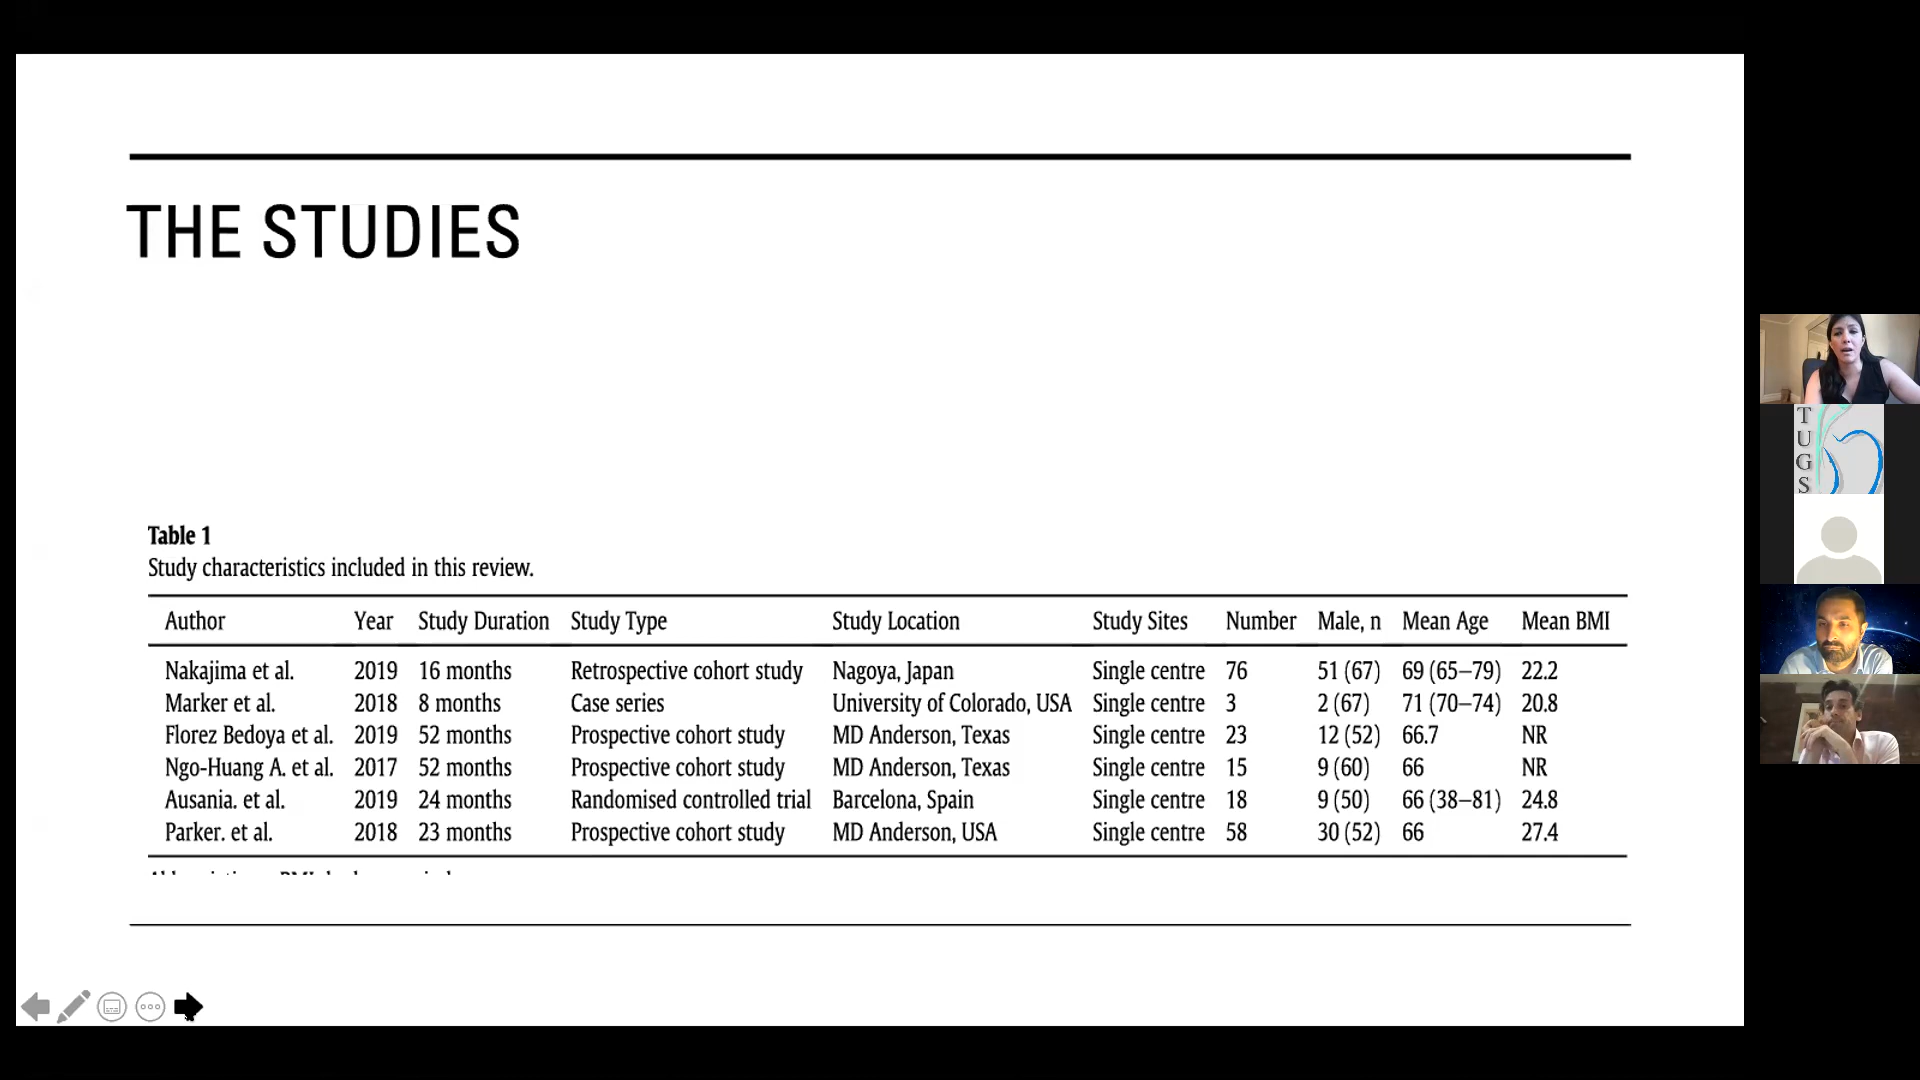 THE STUDIES
Table 1
Study characteristics included in this review.
Author Year Study Duration Study Type Study Location Study Sites Number Male, n Mean Age Mean BMI
Nakajima et al. 2019 16 months Retrospective cohort study Nagoya, Japan Single centre 76 51 (67) 69 (65–79) 22.2
Marker et al. 2018 8 months Case series University of Colorado, USA Single centre 3 2 (67) 71 (70–74) 20.8
Florez Bedoya et al. 2019 52 months Prospective cohort study MD Anderson, Texas Single centre 23 12 (52) 66.7 NR
Ngo-Huang A. et al. 2017 52 months Prospective cohort study MD Anderson, Texas Single centre 15 9 (60) 66 NR
Ausania. et al. 2019 24 months Randomised controlled trial Barcelona, Spain Single centre 18 9 (50) 66 (38–81) 24.8
Parker. et al. 2018 23 months Prospective cohort study MD Anderson, USA Single centre 58 30 (52) 66 27.4
TUGS